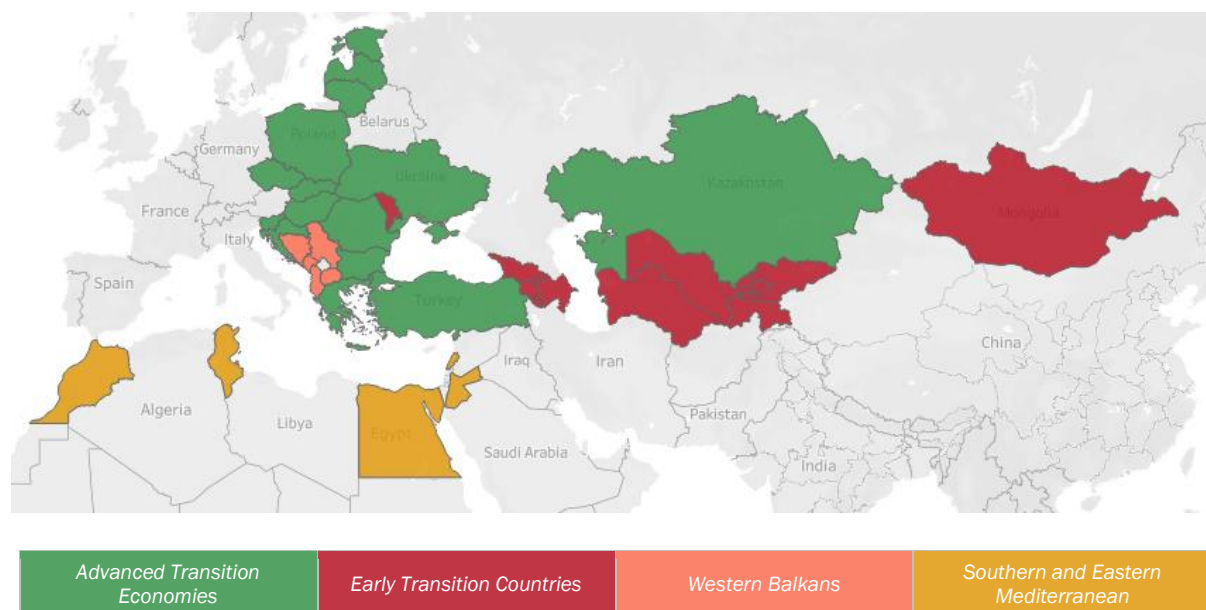 Belarus
Poland
Germany
Ukraine
Kazakhstan
France
Mongolia
Italy
Spain
Turkey
China
Iraq
Iran
Algeria
Libya
Egypt
Pakistan
Saudi Arabia
India
Advanced Transition
Economies
Early Transition Countries
Western Balkans
Southern and Eastern
Mediterranean